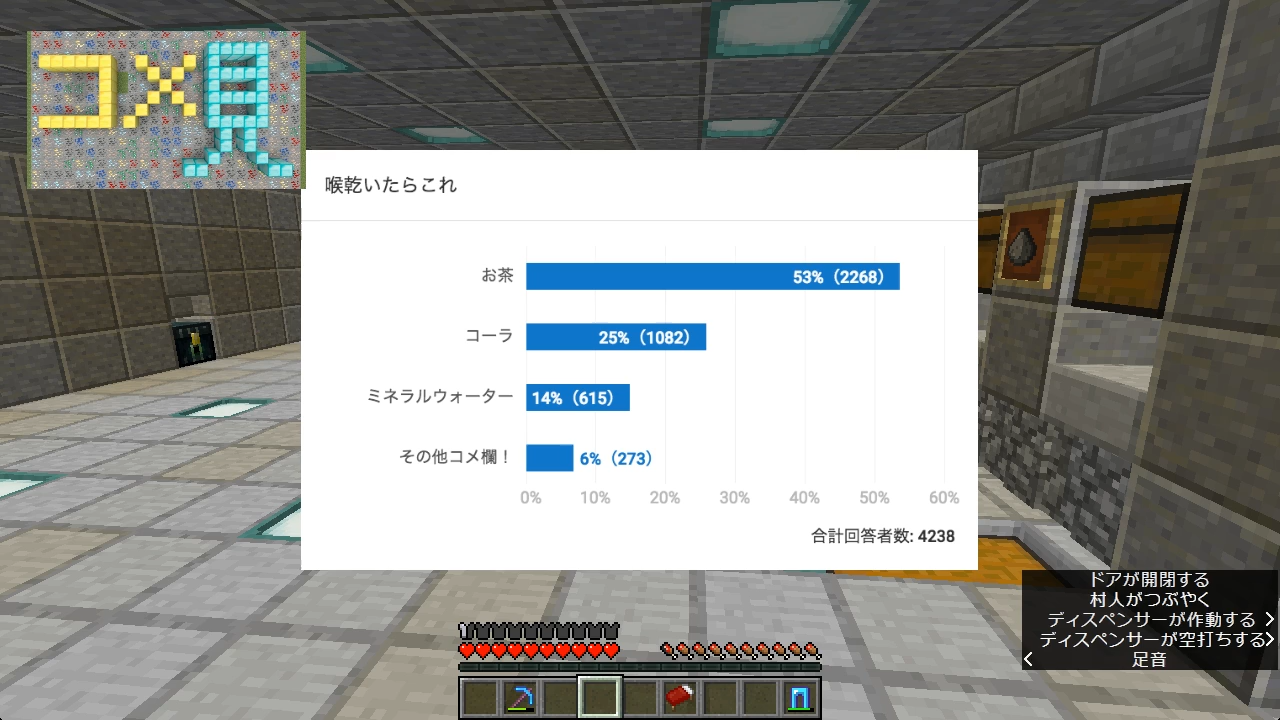 コメ見
喉乾いたらこれ
お茶 53%（2268）
コーラ 25%（1082）
ミネラルウォーター 14%（615）
その他コメ欄！ 6%（273）
0% 10% 20% 30% 40% 50% 60%
合計回答者数: 4238
ドアが開閉する
村人がつぶやく
ディスペンサーが作動する >
ディスペンサーが空打ちする>
< 足音